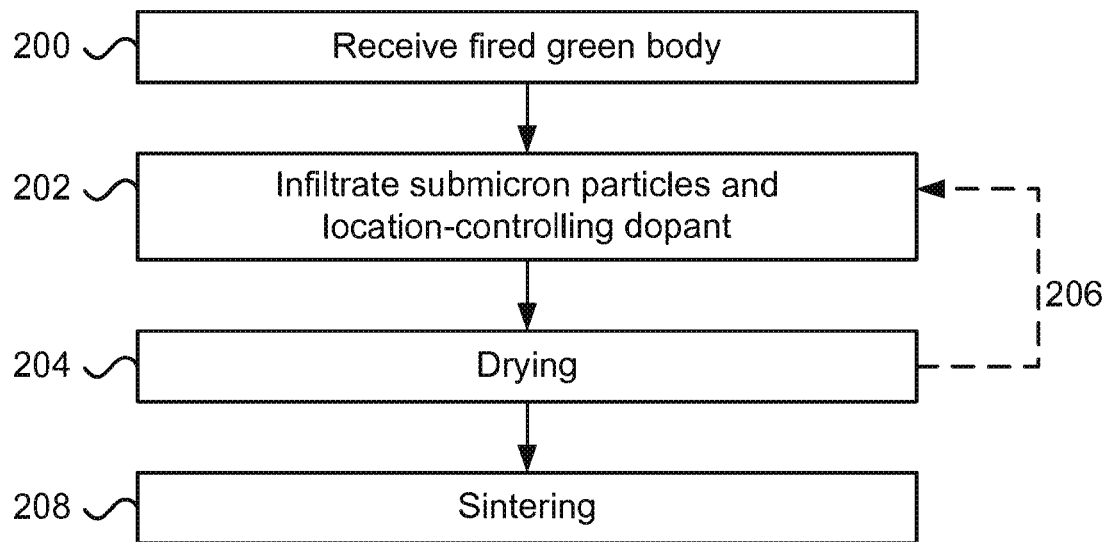 200
Receive fired green body
202
Infiltrate submicron particles and
location-controlling dopant
206
204
Drying
208
Sintering